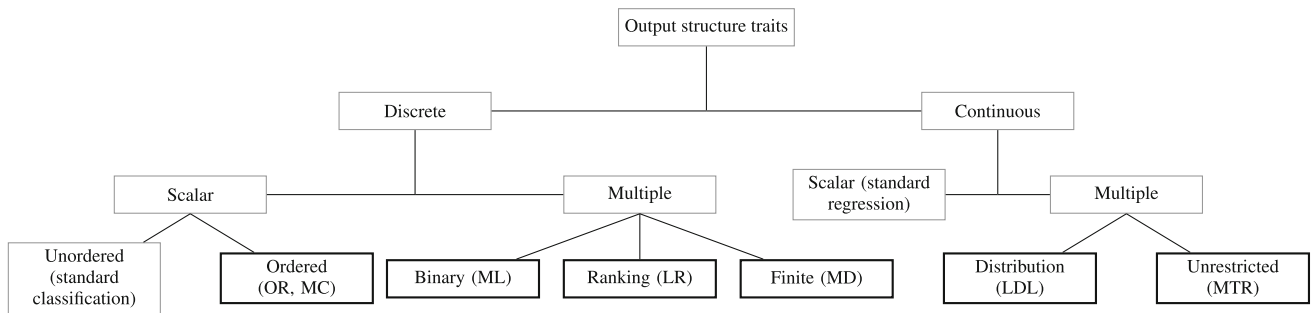 Output structure traits
Discrete
Continuous
Scalar
Multiple
Scalar (standard
regression)
Multiple
Unordered
(standard
classification)
Ordered
(OR, MC)
Binary (ML)
Ranking (LR)
Finite (MD)
Distribution
(LDL)
Unrestricted
(MTR)